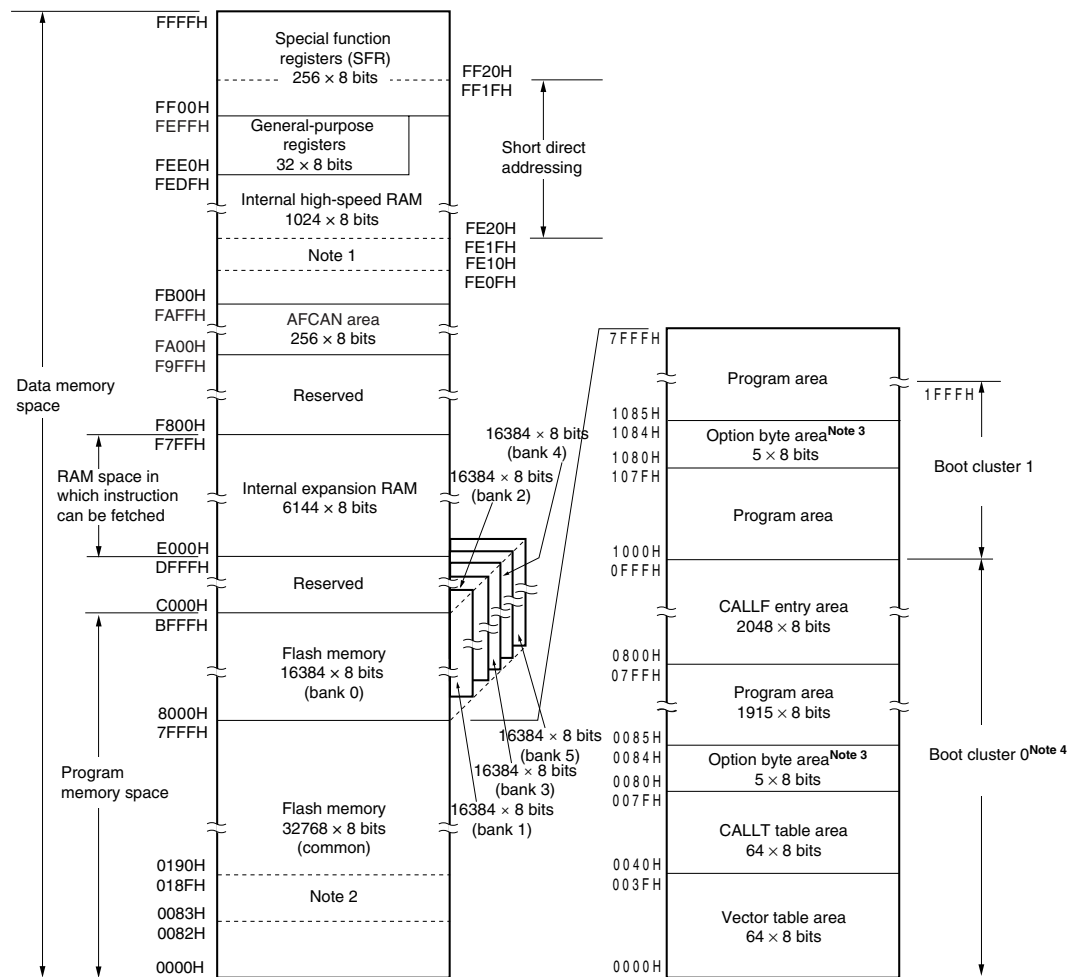 FFFFH
Special function
registers (SFR)
256 × 8 bits
FF20H
FF1FH
FF00H
FEFFH
General-purpose
registers
32 × 8 bits
Short direct
addressing
FEE0H
FEDFH
Internal high-speed RAM
1024 × 8 bits
FE20H
FE1FH
Note 1
FE10H
FE0FH
FB00H
FAFFH
AFCAN area
256 × 8 bits
FA00H
F9FFH
Data memory
space
Reserved
F800H
F7FFH
RAM space in
which instruction
can be fetched
Internal expansion RAM
6144 × 8 bits
16384 × 8 bits
(bank 4)
16384 × 8 bits
(bank 2)
E000H
DFFFH
Reserved
C000H
BFFFH
Flash memory
16384 × 8 bits
(bank 0)
8000H
7FFFH
16384 × 8 bits
(bank 5)
16384 × 8 bits
(bank 3)
16384 × 8 bits
(bank 1)
Program
memory space
Flash memory
32768 × 8 bits
(common)
0190H
018FH
Note 2
0083H
0082H
0000H
7FFFH
Program area
1FFFH
1085H
1084H
Option byte area Note 3
5 × 8 bits
1080H
107FH
Boot cluster 1
Program area
1000H
0FFFH
CALLF entry area
2048 × 8 bits
0800H
07FFH
Program area
1915 × 8 bits
0085H
0084H
Option byte area Note 3
5 × 8 bits
Boot cluster 0 Note 4
0080H
007FH
CALLT table area
64 × 8 bits
0040H
003FH
Vector table area
64 × 8 bits
0000H